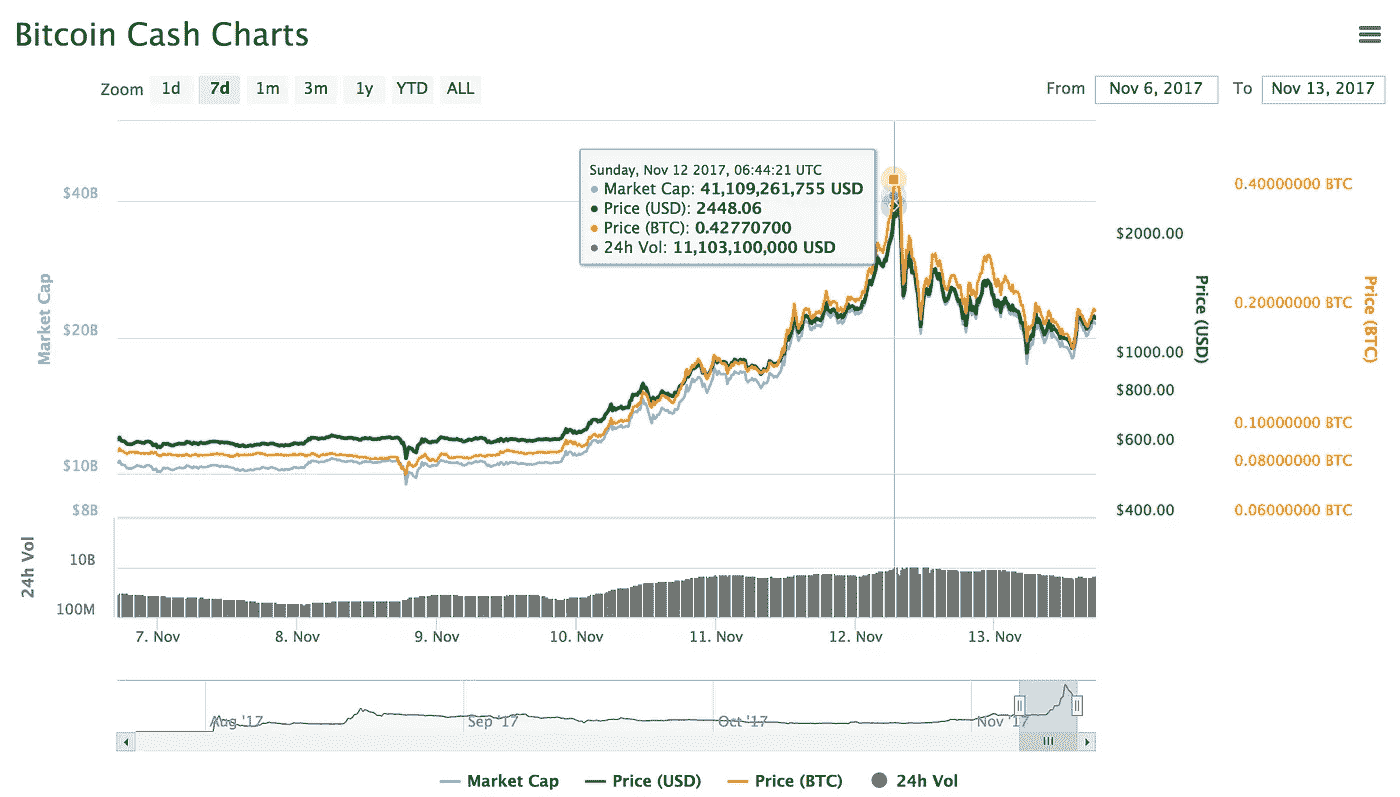 Bitcoin Cash Charts
Zoom 1d 7d 1m 3m 1y YTD ALL From Nov 6, 2017 To Nov 13, 2017
Sunday, Nov 12 2017, 06:44:21 UTC
Market Cap: 41,109,261,755 USD
Price (USD): 2448.06
Price (BTC): 0.42770700
24h Vol: 11,103,100,000 USD
Market Cap
$40B
$20B
$10B
$8B
Price (USD)
$2000.00
$1000.00
$800.00
$600.00
$400.00
Price (BTC)
0.40000000 BTC
0.20000000 BTC
0.10000000 BTC
0.08000000 BTC
0.06000000 BTC
24h Vol
10B
100M
7. Nov 8. Nov 9. Nov 10. Nov 11. Nov 12. Nov 13. Nov
Aug '17 Sep '17 Oct '17 Nov '17
Market Cap Price (USD) Price (BTC) 24h Vol